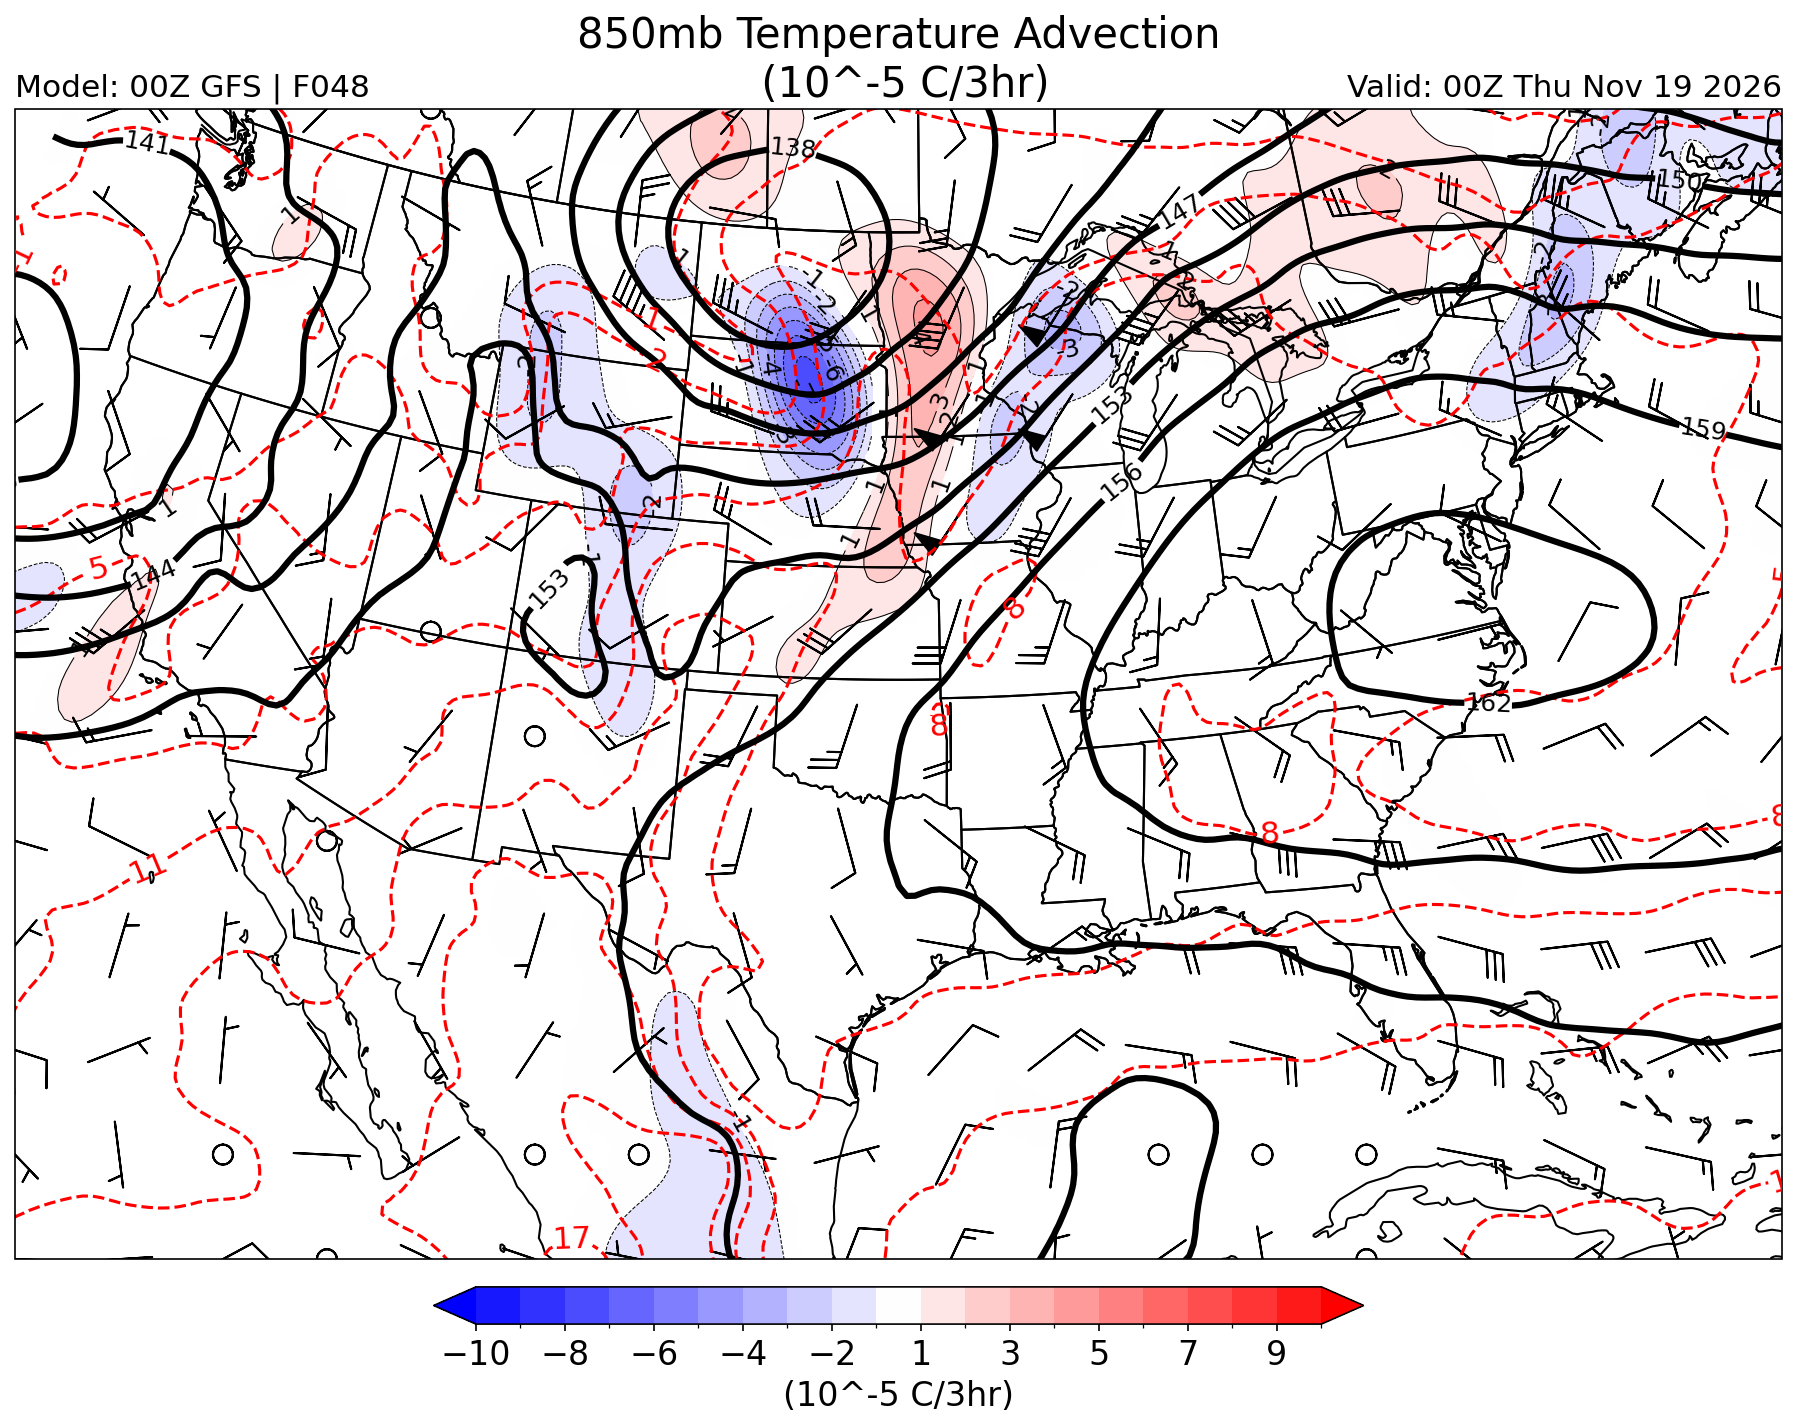 850mb Temperature Advection
(10^-5 C/3hr)
Model: 00Z GFS | F048
Valid: 00Z Thu Nov 19 2026
141
138
147
150
144
153
153
156
159
162
5
8
8
8
11
17
−10 −8 −6 −4 −2 1 3 5 7 9
(10^-5 C/3hr)